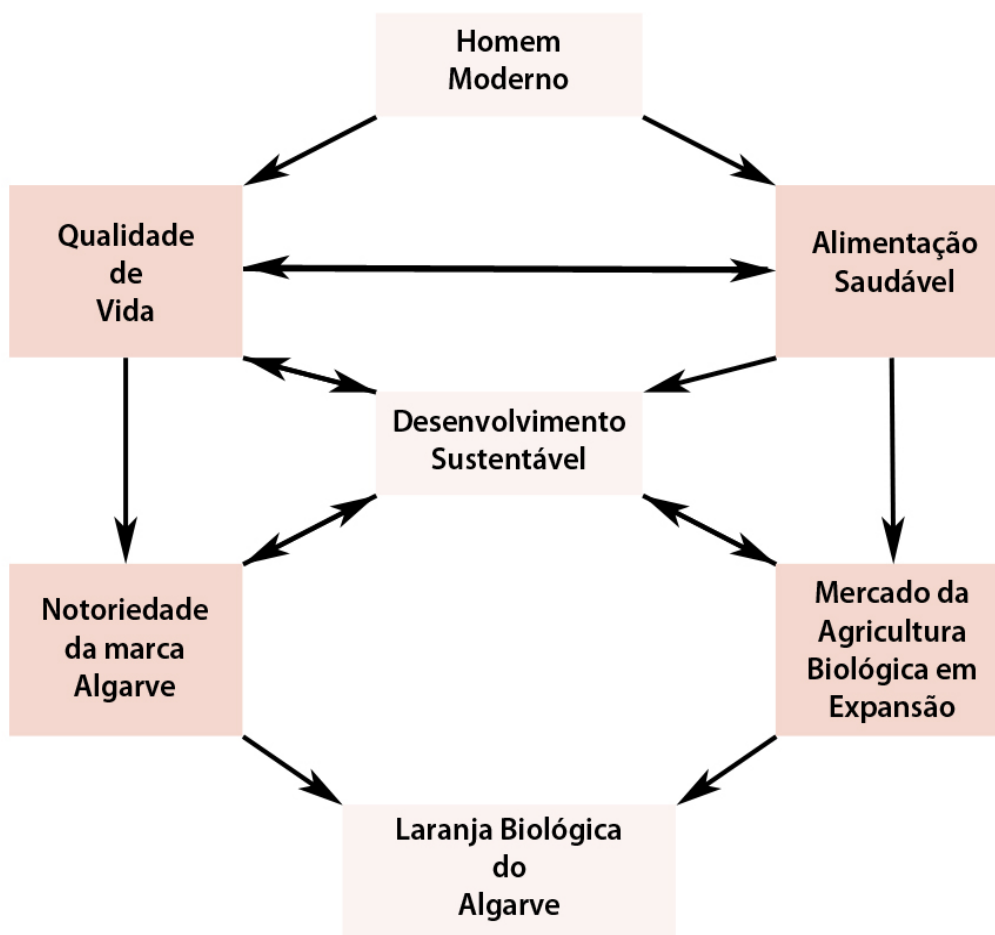 Homem
Moderno
Qualidade
de
Vida
Alimentação
Saudável
Desenvolvimento
Sustentável
Notoriedade
da marca
Algarve
Mercado da
Agricultura
Biológica em
Expansão
Laranja Biológica
do
Algarve